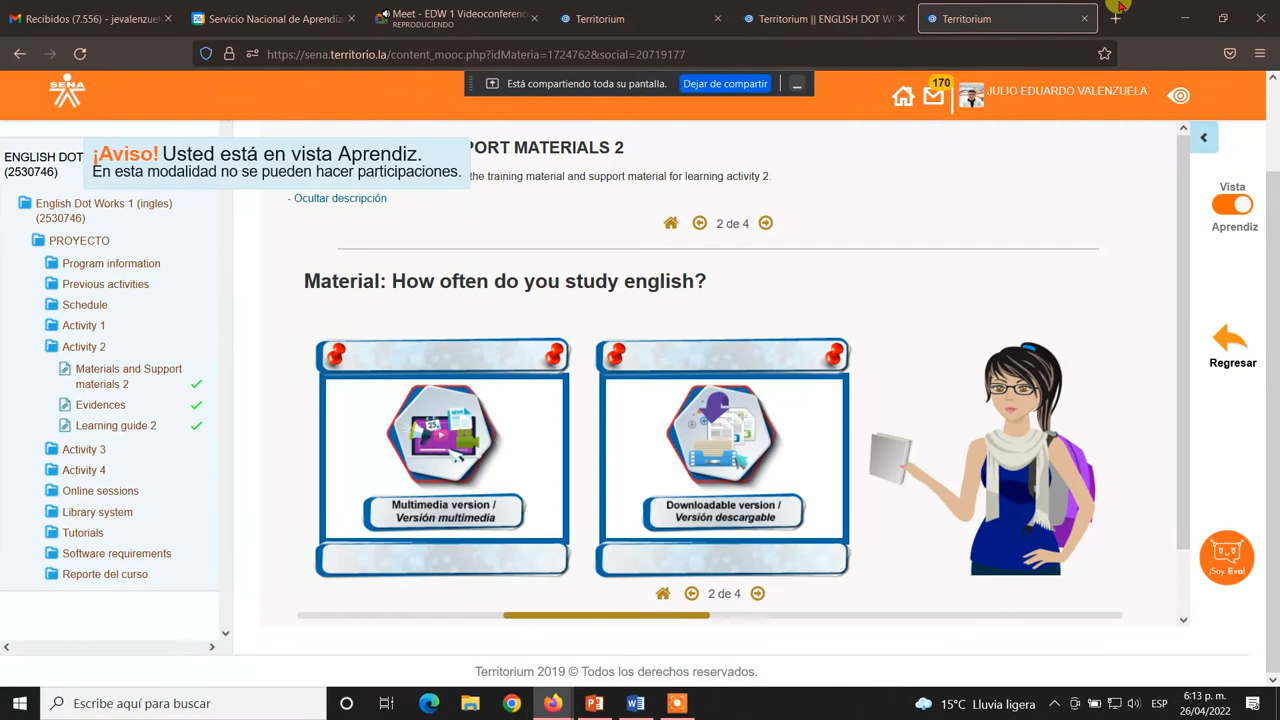 Recibidos (7.556) - jevalenzuel
Servicio Nacional de Aprendiz
Meet - EDW 1 Videoconferenc
REPRODUCIENDO
Territorium
Territorium || ENGLISH DOT WO
Territorium
https://sena.territorio.la/content_mooc.php?idMateria=1724762&social=20719177
SENA
Está compartiendo toda su pantalla.
Dejar de compartir
170
JULIO EDUARDO VALENZUELA
ENGLISH DOT
(2530746)
¡Aviso! Usted está en vista Aprendiz.
En esta modalidad no se pueden hacer participaciones.
English Dot Works 1 (ingles)
(2530746)
PROYECTO
Program information
Previous activities
Schedule
Activity 1
Activity 2
Materials and Support
materials 2
Evidences
Learning guide 2
Activity 3
Activity 4
Online sessions
Library system
Tutorials
Software requirements
Reporte del curso
PORT MATERIALS 2
the training material and support material for learning activity 2.
- Ocultar descripción
2 de 4
Material: How often do you study english?
25
Multimedia version /
Versión multimedia
Downloadable version /
Versión descargable
2 de 4
Vista
Aprendiz
Regresar
¡Soy Eva!
Territorium 2019 © Todos los derechos reservados.
Escribe aquí para buscar
15°C Lluvia ligera
ESP
6:13 p. m.
26/04/2022